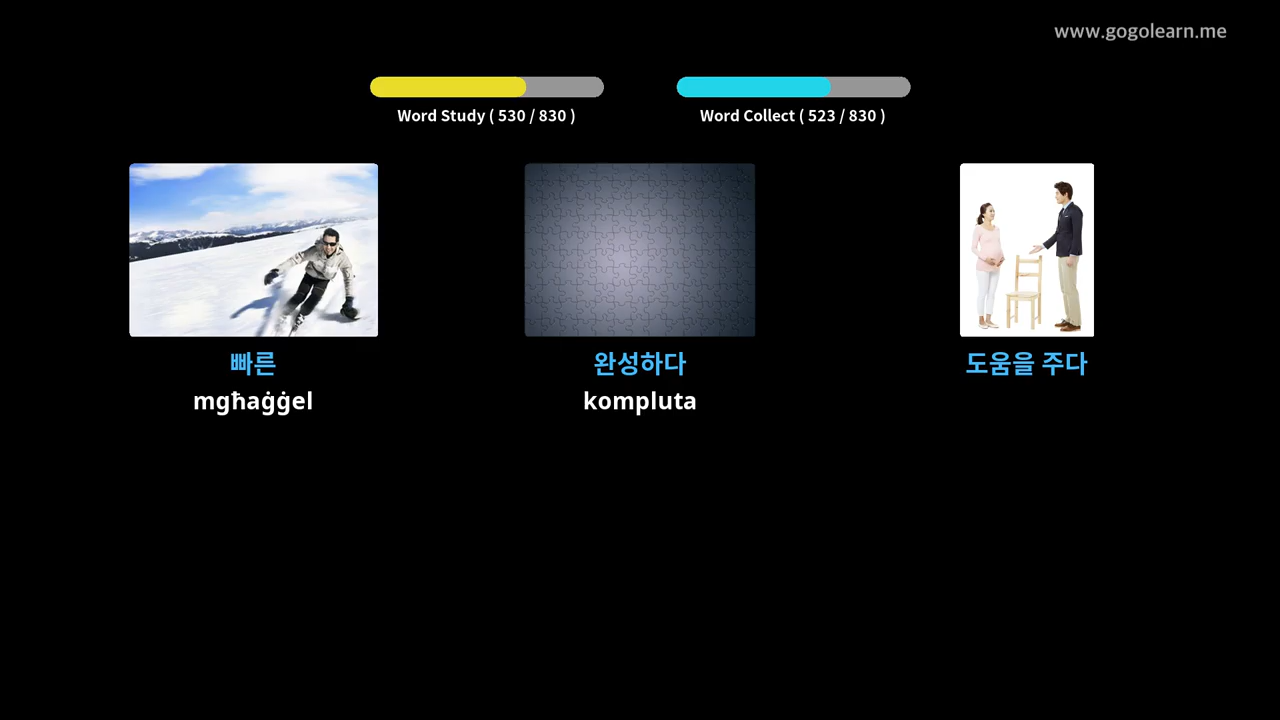 www.gogolearn.me
Word Study ( 530 / 830 )
Word Collect ( 523 / 830 )
빠른
mgħaġġel
완성하다
kompluta
도움을 주다